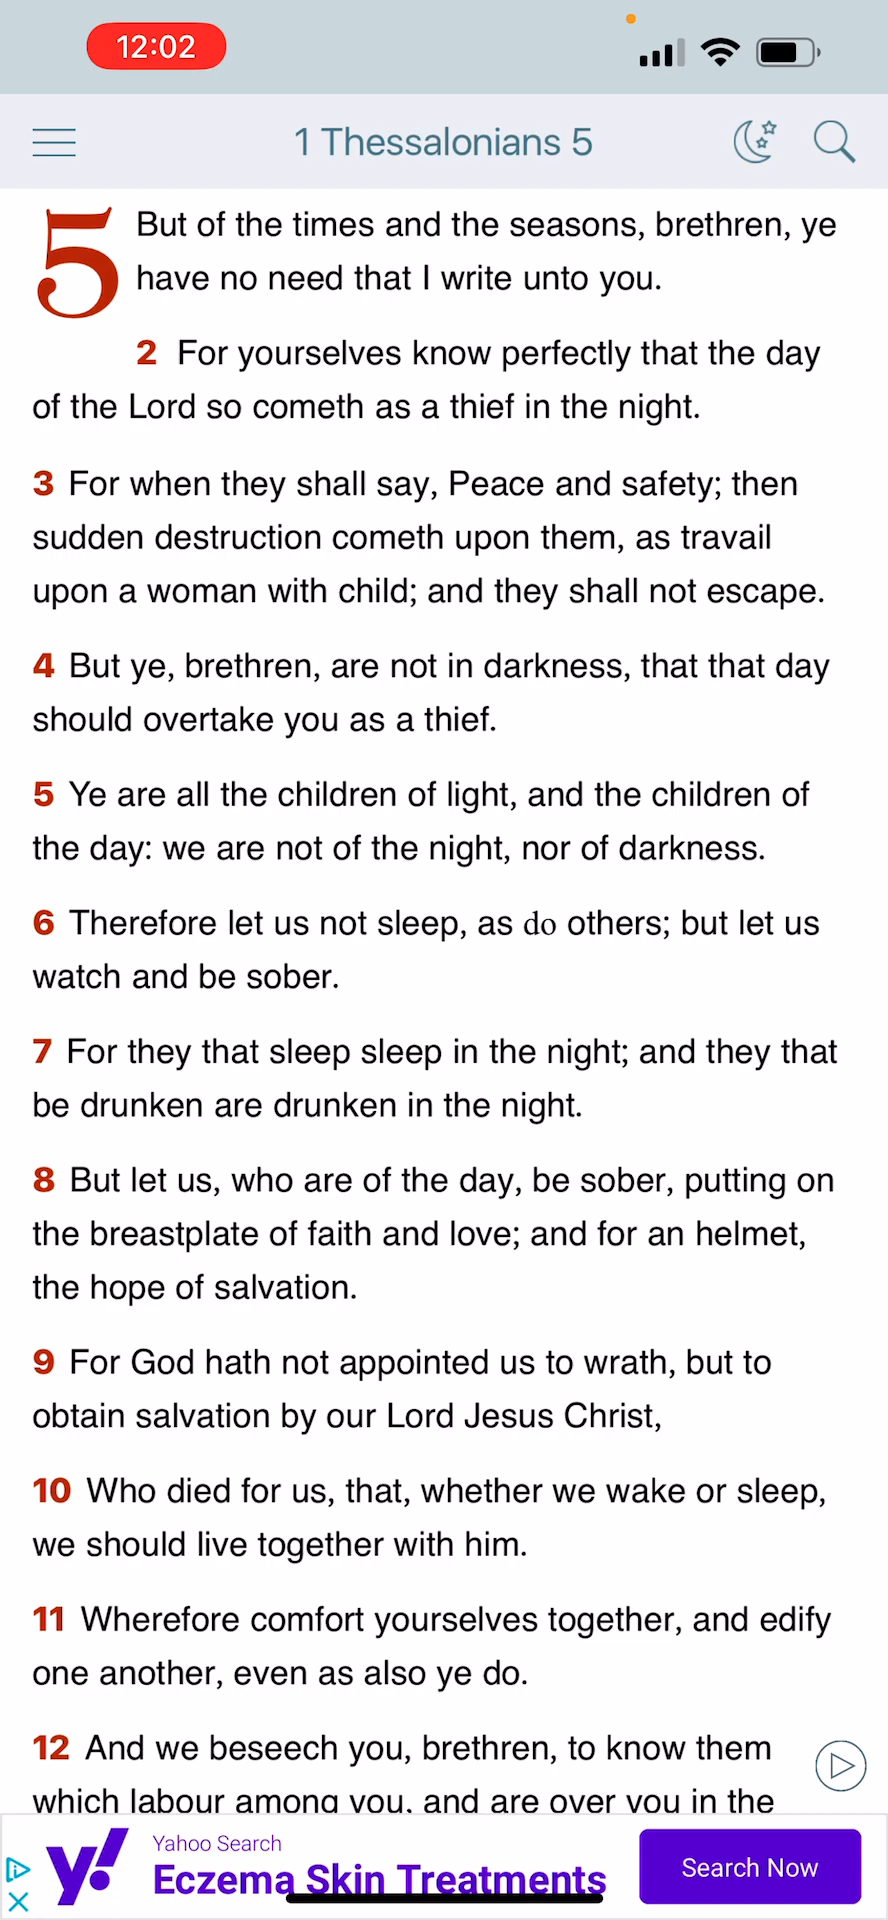 12:02
1 Thessalonians 5
5 But of the times and the seasons, brethren, ye
have no need that I write unto you.
2 For yourselves know perfectly that the day
of the Lord so cometh as a thief in the night.
3 For when they shall say, Peace and safety; then
sudden destruction cometh upon them, as travail
upon a woman with child; and they shall not escape.
4 But ye, brethren, are not in darkness, that that day
should overtake you as a thief.
5 Ye are all the children of light, and the children of
the day: we are not of the night, nor of darkness.
6 Therefore let us not sleep, as do others; but let us
watch and be sober.
7 For they that sleep sleep in the night; and they that
be drunken are drunken in the night.
8 But let us, who are of the day, be sober, putting on
the breastplate of faith and love; and for an helmet,
the hope of salvation.
9 For God hath not appointed us to wrath, but to
obtain salvation by our Lord Jesus Christ,
10 Who died for us, that, whether we wake or sleep,
we should live together with him.
11 Wherefore comfort yourselves together, and edify
one another, even as also ye do.
12 And we beseech you, brethren, to know them
which labour among you, and are over you in the
y!
Yahoo Search
Eczema Skin Treatments
Search Now